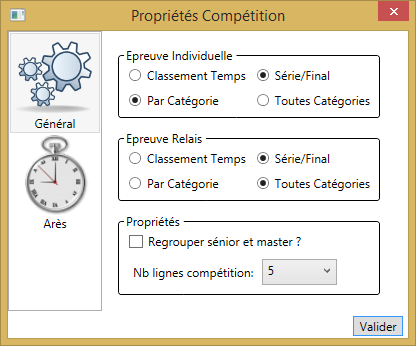 Propriétés Compétition
Général
Arès
Epreuve Individuelle
Classement Temps
Série/Final
Par Catégorie
Toutes Catégories
Epreuve Relais
Classement Temps
Série/Final
Par Catégorie
Toutes Catégories
Propriétés
Regrouper sénior et master ?
Nb lignes compétition: 5
Valider